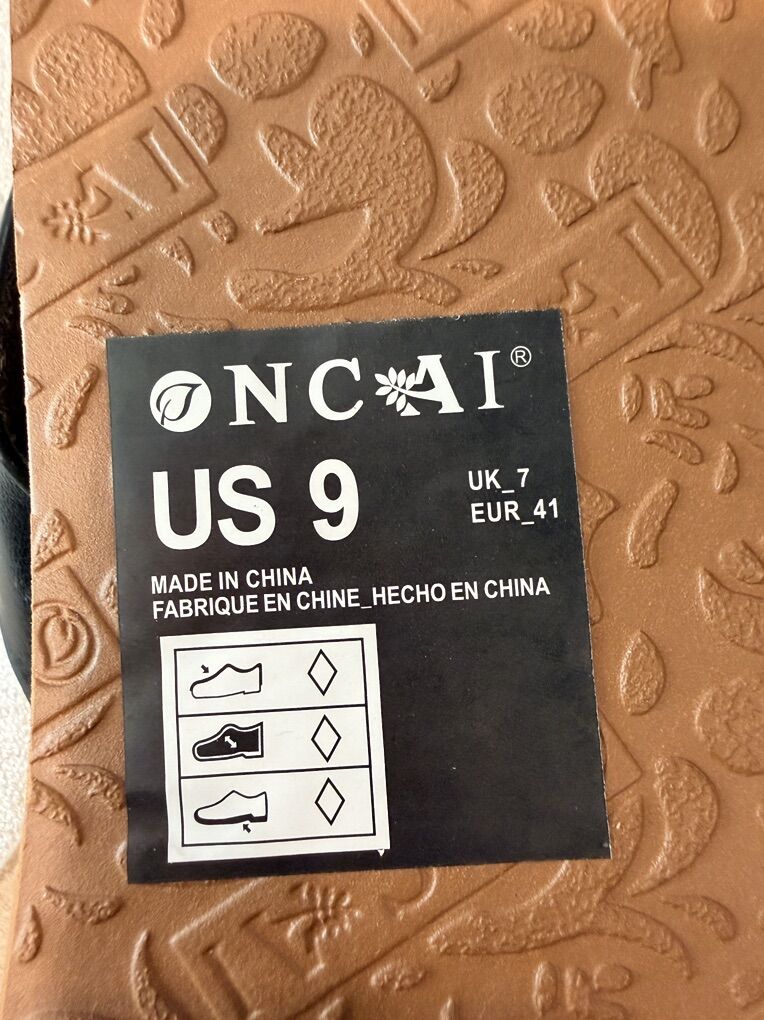 ONCAI®
US 9
UK_7
EUR_41
MADE IN CHINA
FABRIQUE EN CHINE_HECHO EN CHINA